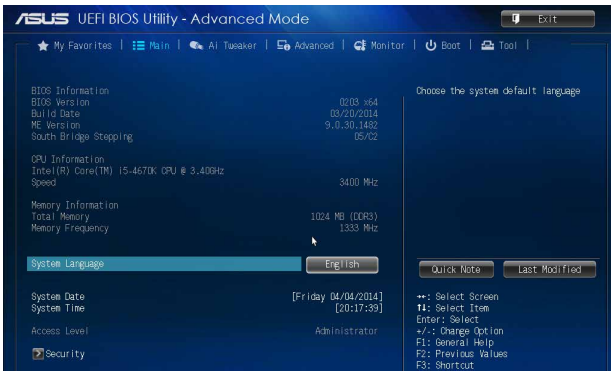 ASUS UEFI BIOS Utility - Advanced Mode
Exit
My Favorites | Main | Ai Tweaker | Advanced | Monitor | Boot | Tool |
BIOS Information
BIOS Version 0203 x64
Build Date 03/20/2014
ME Version 9.0.30.1482
South Bridge Stepping 05/C2
CPU Information
Intel(R) Core(TM) i5-4670K CPU @ 3.40GHz
Speed 3400 MHz
Memory Information
Total Memory 1024 MB (DDR3)
Memory Frequency 1333 MHz
System Language English
System Date [Friday 04/04/2014]
System Time [20:17:39]
Access Level Administrator
Security
Choose the system default language
Quick Note Last Modified
→←: Select Screen
↑↓: Select Item
Enter: Select
+/-: Change Option
F1: General Help
F2: Previous Values
F3: Shortcut